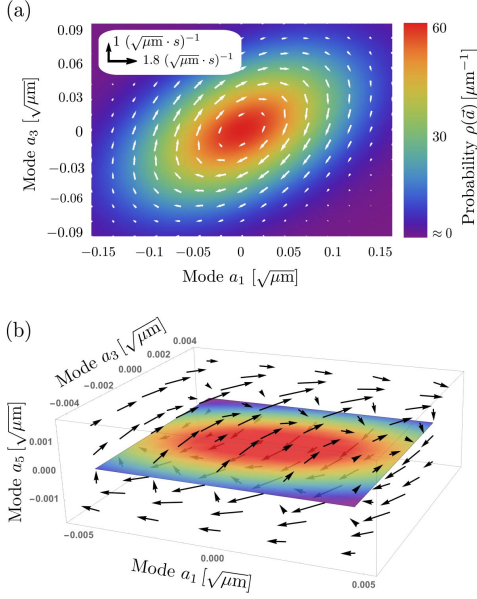 (a)
0.09
0.06
0.03
0
−0.03
−0.06
−0.09
Mode a₃ [√μm]
1 (√μm · s)⁻¹
1.8 (√μm · s)⁻¹
−0.15
−0.1
−0.05
0
0.05
0.1
0.15
Mode a₁ [√μm]
60
30
≈ 0
Probability ρ(a⃗) [μm⁻¹]
(b)
Mode a₃ [√μm]
0.004
0.002
0.000
−0.002
−0.004
Mode a₅ [√μm]
0.001
0.000
−0.001
−0.005
0.000
0.005
Mode a₁ [√μm]